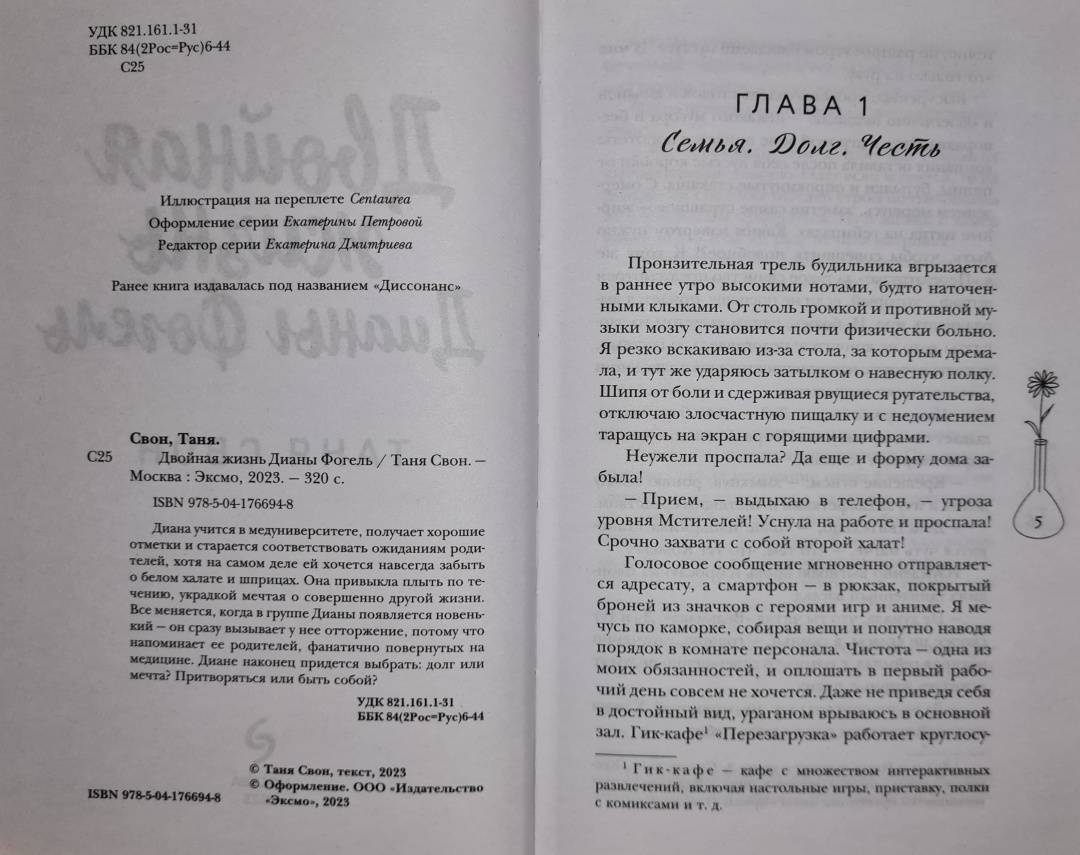 УДК 821.161.1-31
ББК 84(2Рос=Рус)6-44
С25
Иллюстрация на переплете Centaurea
Оформление серии Екатерины Петровой
Редактор серии Екатерина Дмитриева
Ранее книга издавалась под названием «Диссонанс»
Свон, Таня.
С25 Двойная жизнь Дианы Фогель / Таня Свон. —
Москва : Эксмо, 2023. — 320 с.
ISBN 978-5-04-176694-8
Диана учится в медуниверситете, получает хорошие
отметки и старается соответствовать ожиданиям роди-
телей, хотя на самом деле ей хочется навсегда забыть
о белом халате и шприцах. Она привыкла плыть по те-
чению, украдкой мечтая о совершенно другой жизни.
Все меняется, когда в группе Дианы появляется новень-
кий — он сразу вызывает у нее отторжение, потому что
напоминает ее родителей, фанатично повернутых на
медицине. Диане наконец придется выбрать: долг или
мечта? Притворяться или быть собой?
УДК 821.161.1-31
ББК 84(2Рос=Рус)6-44
© Таня Свон, текст, 2023
© Оформление. ООО «Издательство
«Эксмо», 2023
ISBN 978-5-04-176694-8
ГЛАВА 1
Семья. Долг. Честь
Пронзительная трель будильника вгрызается
в раннее утро высокими нотами, будто наточен-
ными клыками. От столь громкой и противной му-
зыки мозгу становится почти физически больно.
Я резко вскакиваю из-за стола, за которым дрема-
ла, и тут же ударяюсь затылком о навесную полку.
Шипя от боли и сдерживая рвущиеся ругательства,
отключаю злосчастную пищалку и с недоумением
таращусь на экран с горящими цифрами.
Неужели проспала? Да еще и форму дома за-
была!
— Прием, — выдыхаю в телефон, — угроза
уровня Мстителей! Уснула на работе и проспала!
Срочно захвати с собой второй халат!
Голосовое сообщение мгновенно отправляет-
ся адресату, а смартфон — в рюкзак, покрытый
броней из значков с героями игр и аниме. Я ме-
чусь по каморке, собирая вещи и попутно наводя
порядок в комнате персонала. Чистота — одна из
моих обязанностей, и оплошать в первый рабо-
чий день совсем не хочется. Даже не приведя себя
в достойный вид, ураганом врываюсь в основной
зал. Гик-кафе¹ «Перезагрузка» работает круглосу-
¹ Гик-кафе — кафе с множеством интерактивных
развлечений, включая настольные игры, приставку, полки
с комиксами и т. д.
5